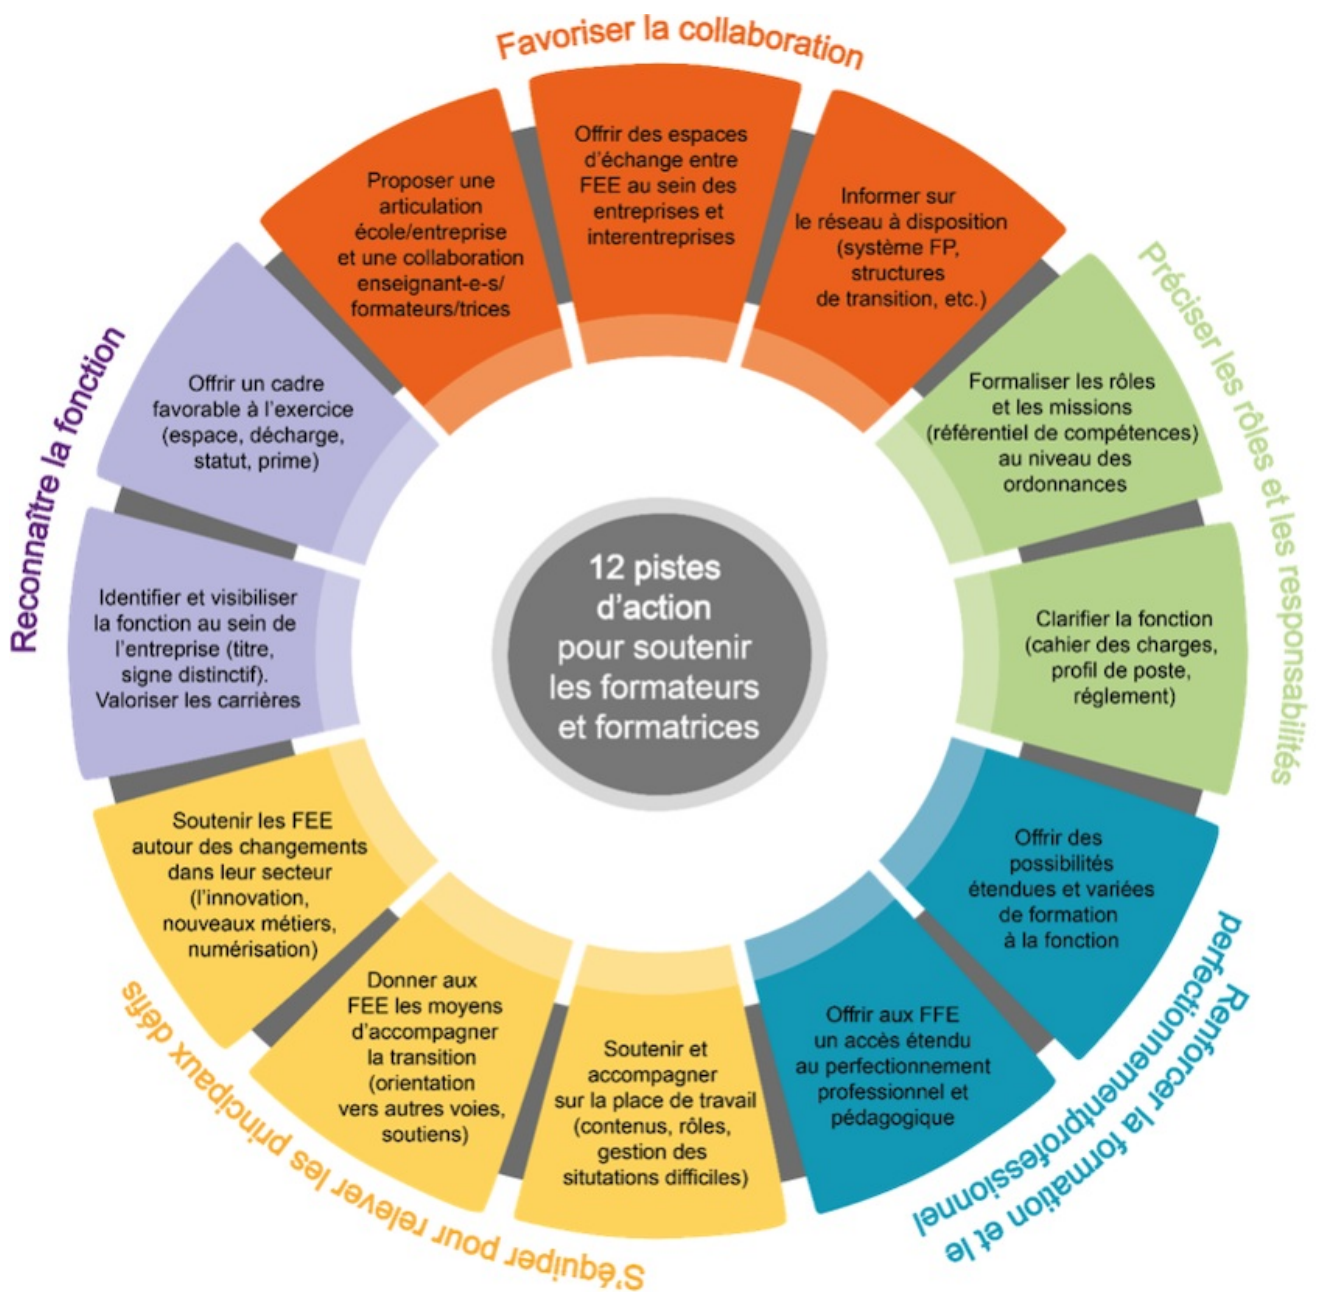 Favoriser la collaboration
Proposer une
articulation
école/entreprise
et une collaboration
enseignant-e-s/
formateurs/trices
Offrir des espaces
d'échange entre
FEE au sein des
entreprises et
interentreprises
Informer sur
le réseau à disposition
(système FP,
structures
de transition, etc.)
Préciser les rôles et les responsabilités
Formaliser les rôles
et les missions
(référentiel de compétences)
au niveau des
ordonnances
Clarifier la fonction
(cahier des charges,
profil de poste,
réglement)
Renforcer la formation et le
perfectionnementprofessionnel
Offrir des
possibilités
étendues et variées
de formation
à la fonction
Offrir aux FFE
un accès étendu
au perfectionnement
professionnel et
pédagogique
S'équiper pour relever les principaux défis
Soutenir et
accompagner
sur la place de travail
(contenus, rôles,
gestion des
situtations difficiles)
Donner aux
FEE les moyens
d'accompagner
la transition
(orientation
vers autres voies,
soutiens)
Soutenir les FEE
autour des changements
dans leur secteur
(l'innovation,
nouveaux métiers,
numérisation)
Reconnaître la fonction
Identifier et visibiliser
la fonction au sein de
l'entreprise (titre,
signe distinctif).
Valoriser les carrières
Offrir un cadre
favorable à l'exercice
(espace, décharge,
statut, prime)
12 pistes
d'action
pour soutenir
les formateurs
et formatrices